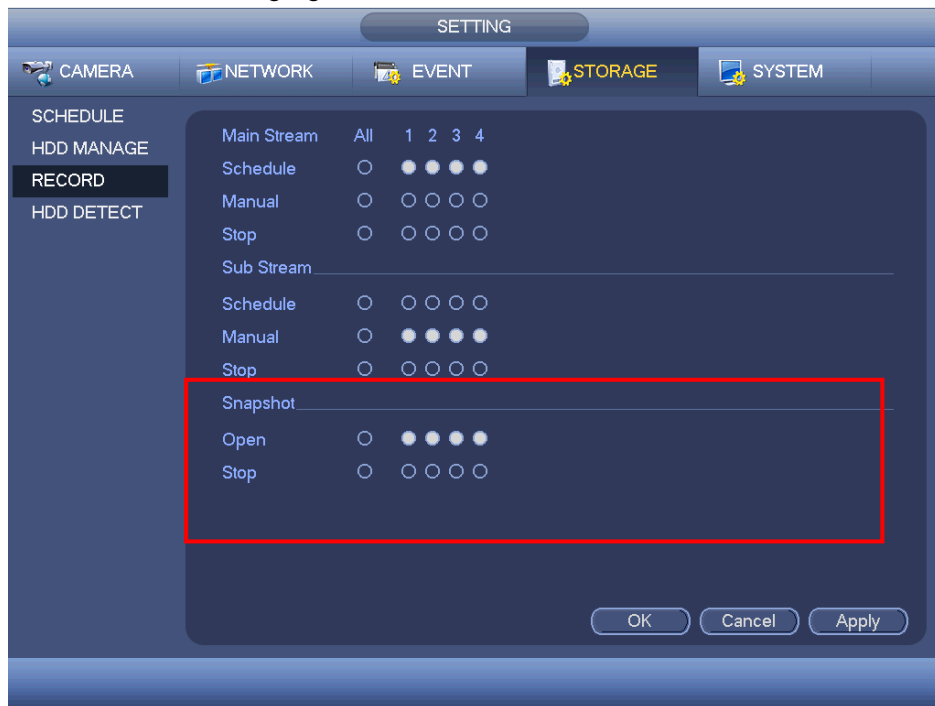 SETTING
CAMERA NETWORK EVENT STORAGE SYSTEM
SCHEDULE
HDD MANAGE
RECORD
HDD DETECT
Main Stream All 1 2 3 4
Schedule
Manual
Stop
Sub Stream
Schedule
Manual
Stop
Snapshot
Open
Stop
OK Cancel Apply